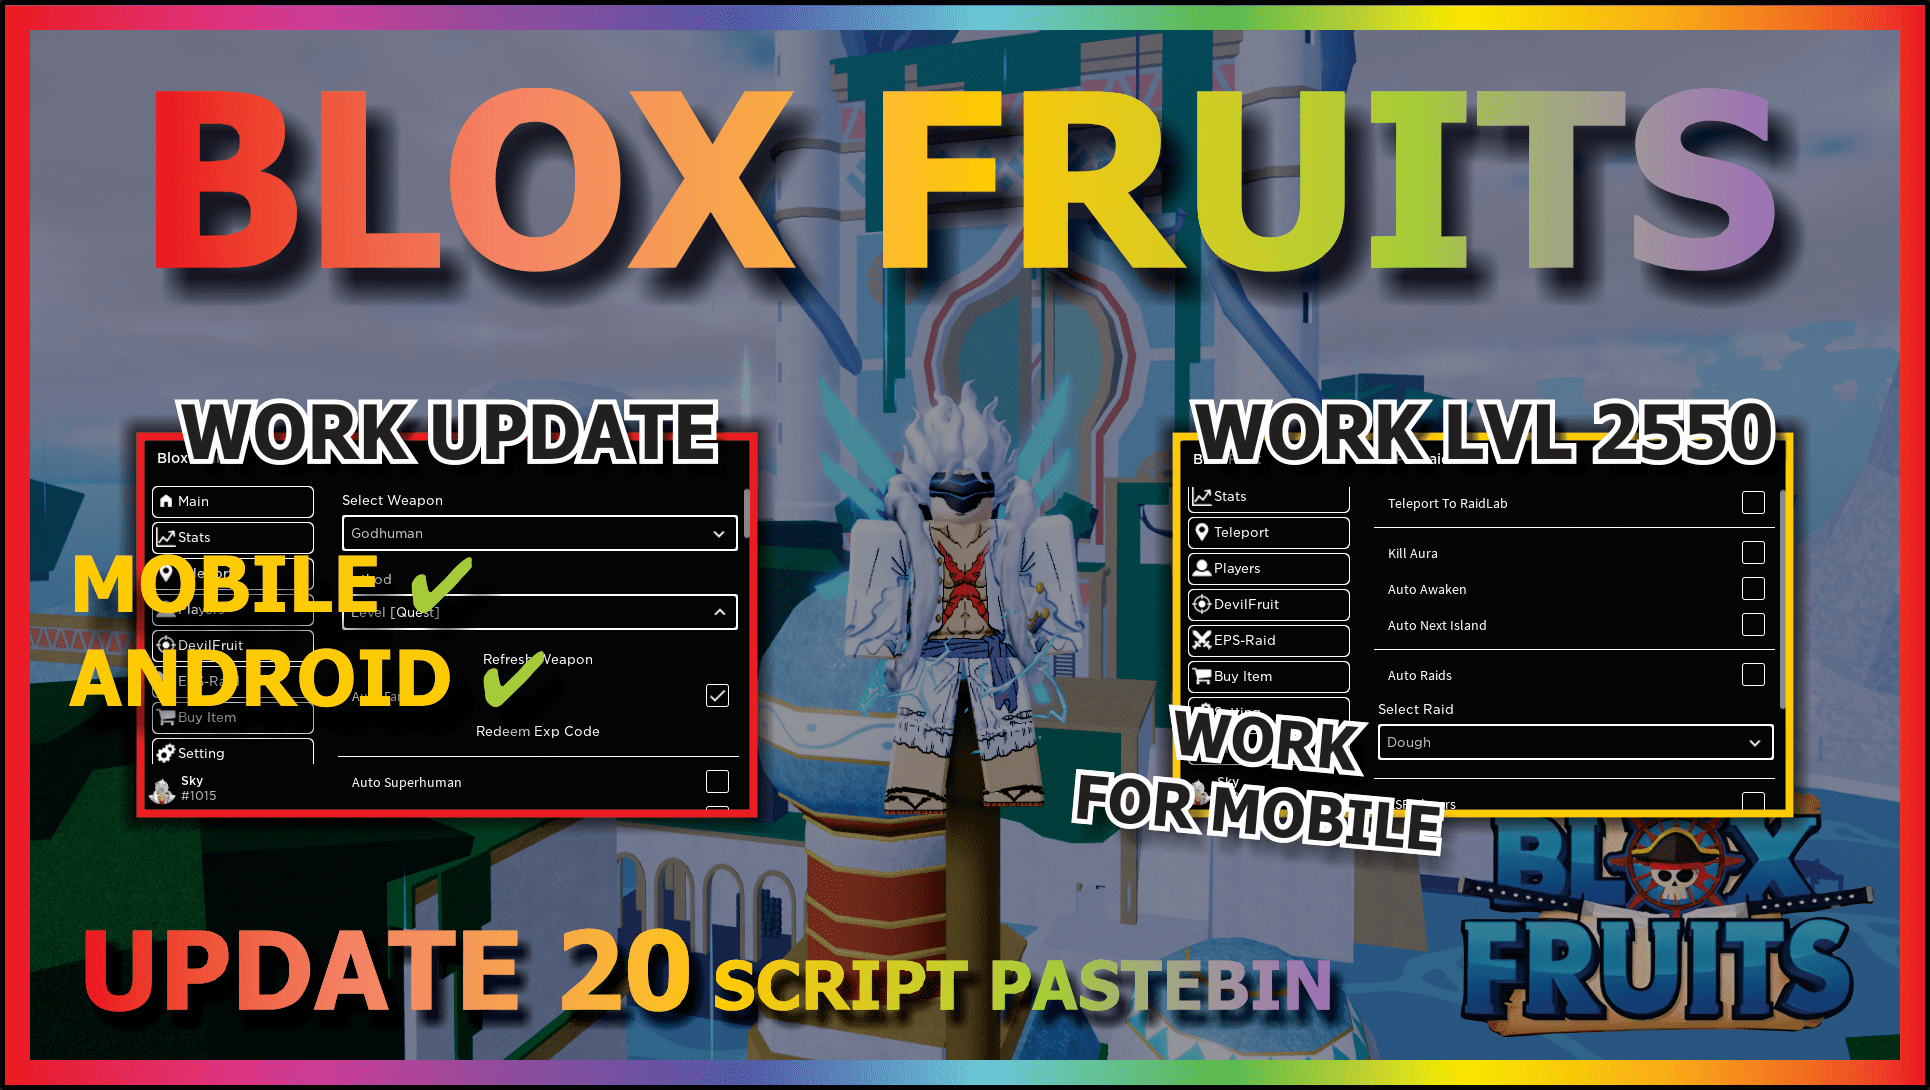 BLOX FRUITS
WORK UPDATE
Main
Stats
Players
DevilFruit
Buy Item
Setting
Sky
#1015
Select Weapon
Godhuman
Level [Quest]
Refresh Weapon
Redeem Exp Code
Auto Superhuman
MOBILE ✔
ANDROID ✔
WORK LVL 2550
Stats
Teleport
Players
DevilFruit
EPS-Raid
Buy Item
Setting
Sky
Teleport To RaidLab
Kill Aura
Auto Awaken
Auto Next Island
Auto Raids
Select Raid
Dough
WORK
FOR MOBILE
UPDATE 20 SCRIPT PASTEBIN
BLOX
FRUITS